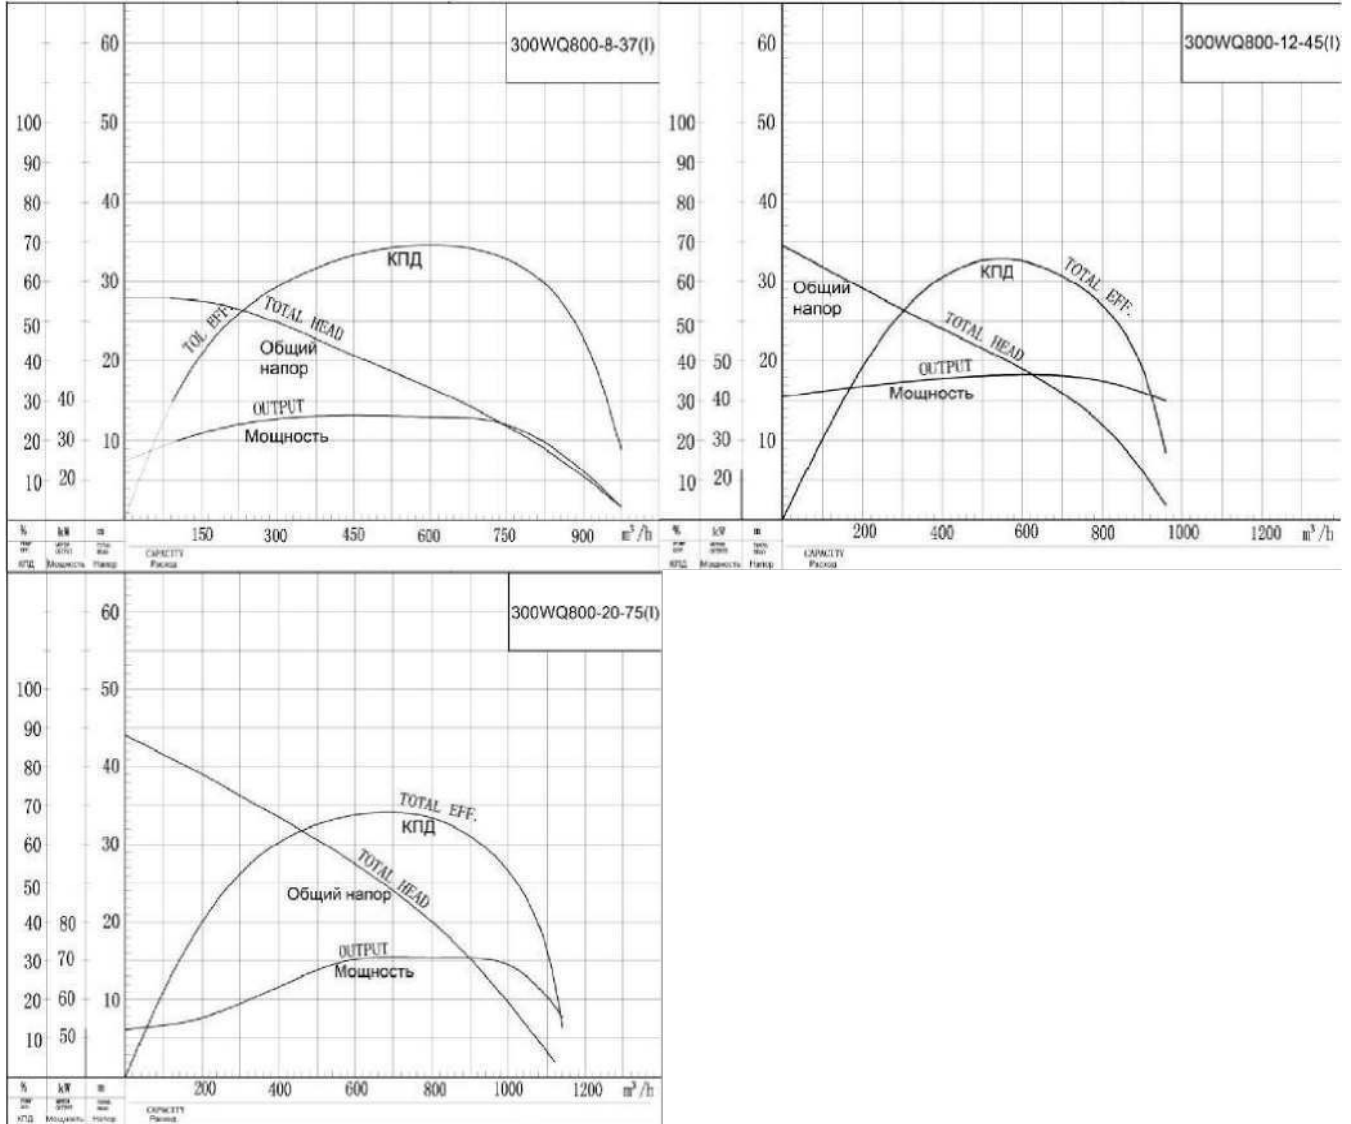 300WQ800-8-37(I)
60
100 50
90
80 40
70
60 30
50
40 20
30 40
20 30 10
10 20
TOL EFF.
КПД
TOTAL HEAD
Общий
напор
OUTPUT
Мощность
% kW m 150 300 450 600 750 900 m³/h
CAPACITY
КПД Мощность Напор Расход
300WQ800-12-45(I)
60
100 50
90
80 40
70
60 30
50
40 50 20
30 40
20 30 10
10 20
КПД
TOTAL EFF.
Общий
напор
TOTAL HEAD
OUTPUT
Мощность
% kW m 200 400 600 800 1000 1200 m³/h
CAPACITY
КПД Мощность Напор Расход
300WQ800-20-75(I)
60
100 50
90
80 40
70
60 30
50
40 80 20
30 70
20 60 10
10 50
TOTAL EFF.
КПД
TOTAL HEAD
Общий напор
OUTPUT
Мощность
% kW m 200 400 600 800 1000 1200 m³/h
CAPACITY
КПД Мощность Напор Расход